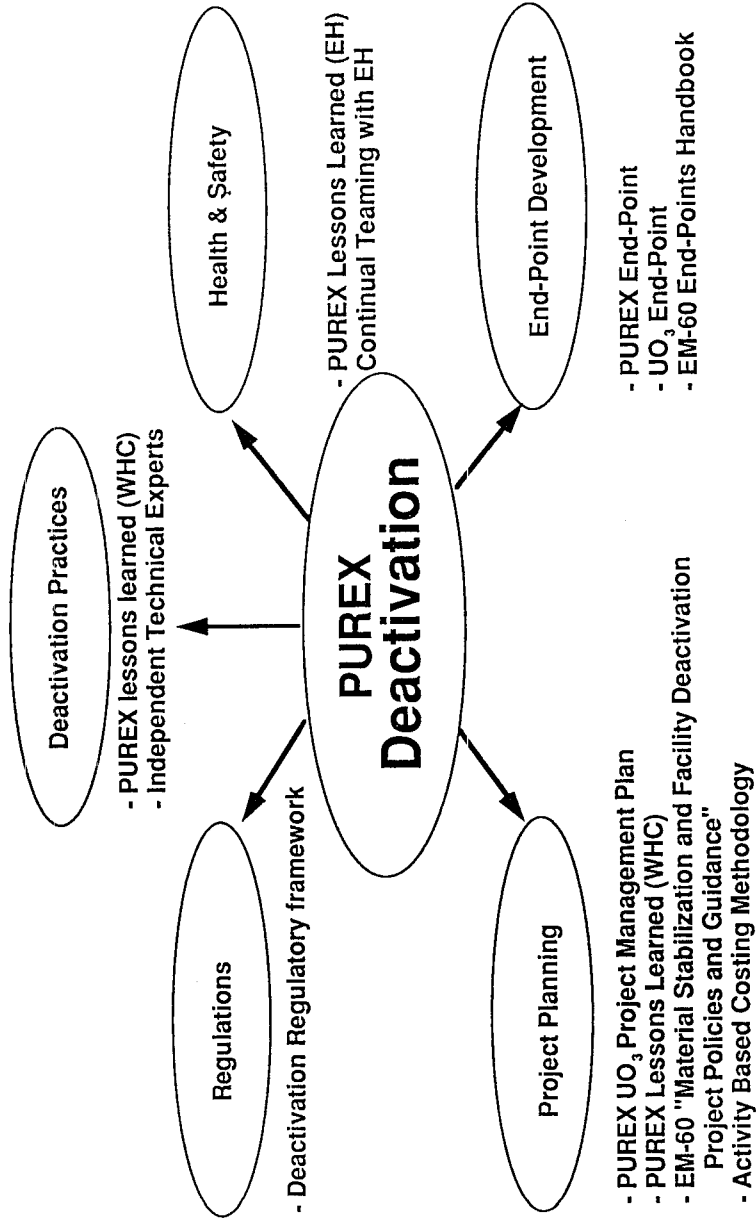 Deactivation Practices
- PUREX lessons learned (WHC)
- Independent Technical Experts
Regulations
- Deactivation Regulatory framework
Health & Safety
- PUREX Lessons Learned (EH)
Continual Teaming with EH
PUREX
Deactivation
Project Planning
- PUREX UO₃ Project Management Plan
- PUREX Lessons Learned (WHC)
- EM-60 "Material Stabilization and Facility Deactivation
Project Policies and Guidance"
- Activity Based Costing Methodology
End-Point Development
- PUREX End-Point
- UO₃ End-Point
- EM-60 End-Points Handbook